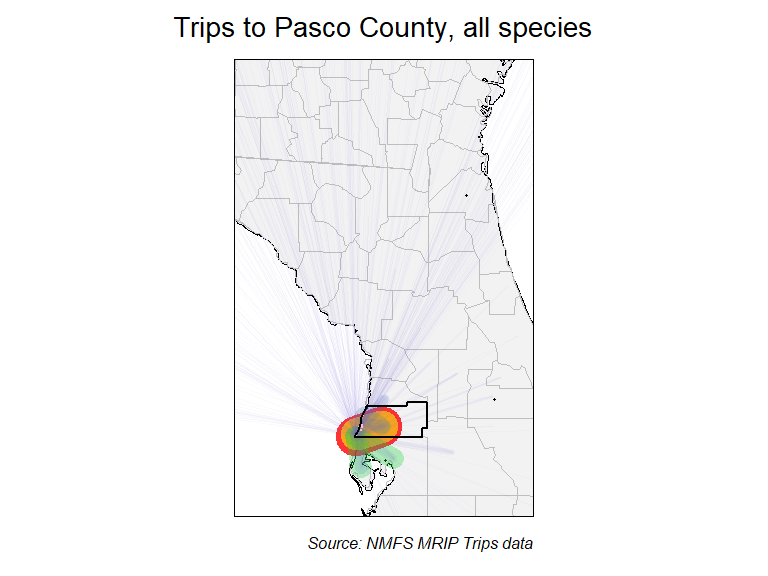 Trips to Pasco County, all species
Source: NMFS MRIP Trips data